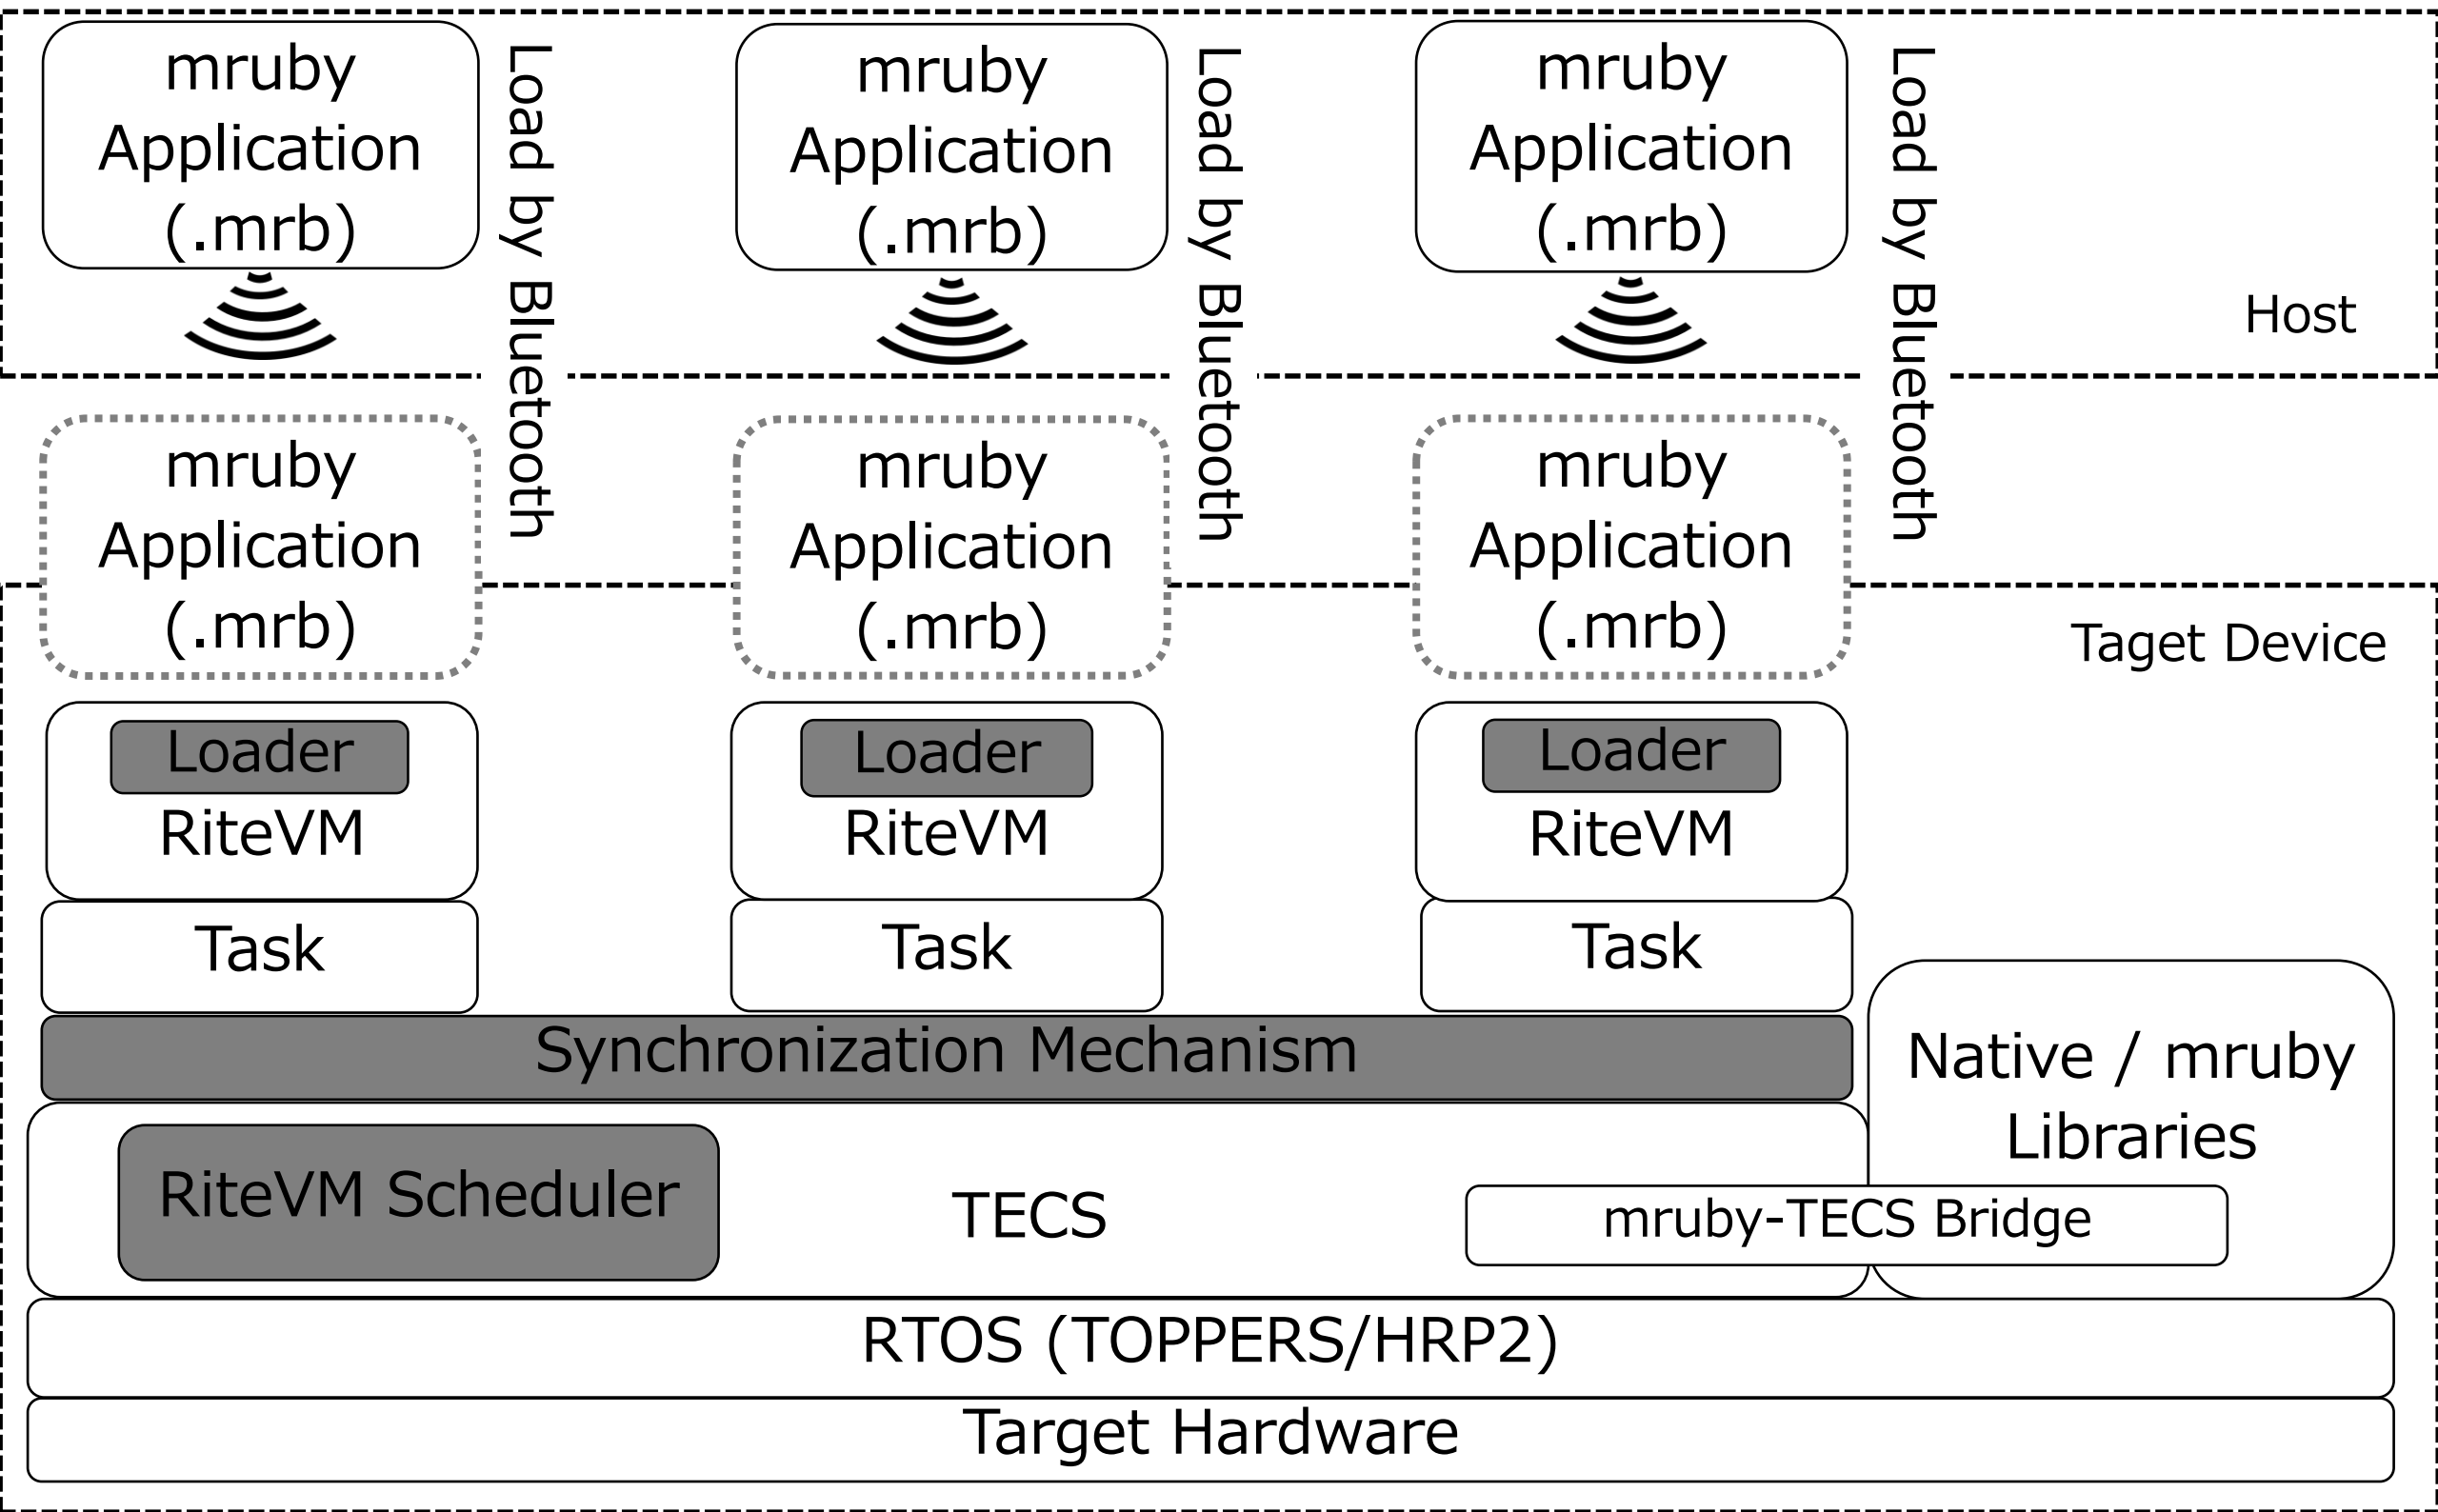 mruby
Application
(.mrb)
Load by Bluetooth
mruby
Application
(.mrb)
Load by Bluetooth
mruby
Application
(.mrb)
Load by Bluetooth
Host
mruby
Application
(.mrb)
mruby
Application
(.mrb)
mruby
Application
(.mrb)
Taget Device
Loader
RiteVM
Task
Loader
RiteVM
Task
Loader
RiteVM
Task
Synchronization Mechanism
Native / mruby
Libraries
RiteVM Scheduler
TECS
mruby-TECS Bridge
RTOS (TOPPERS/HRP2)
Target Hardware